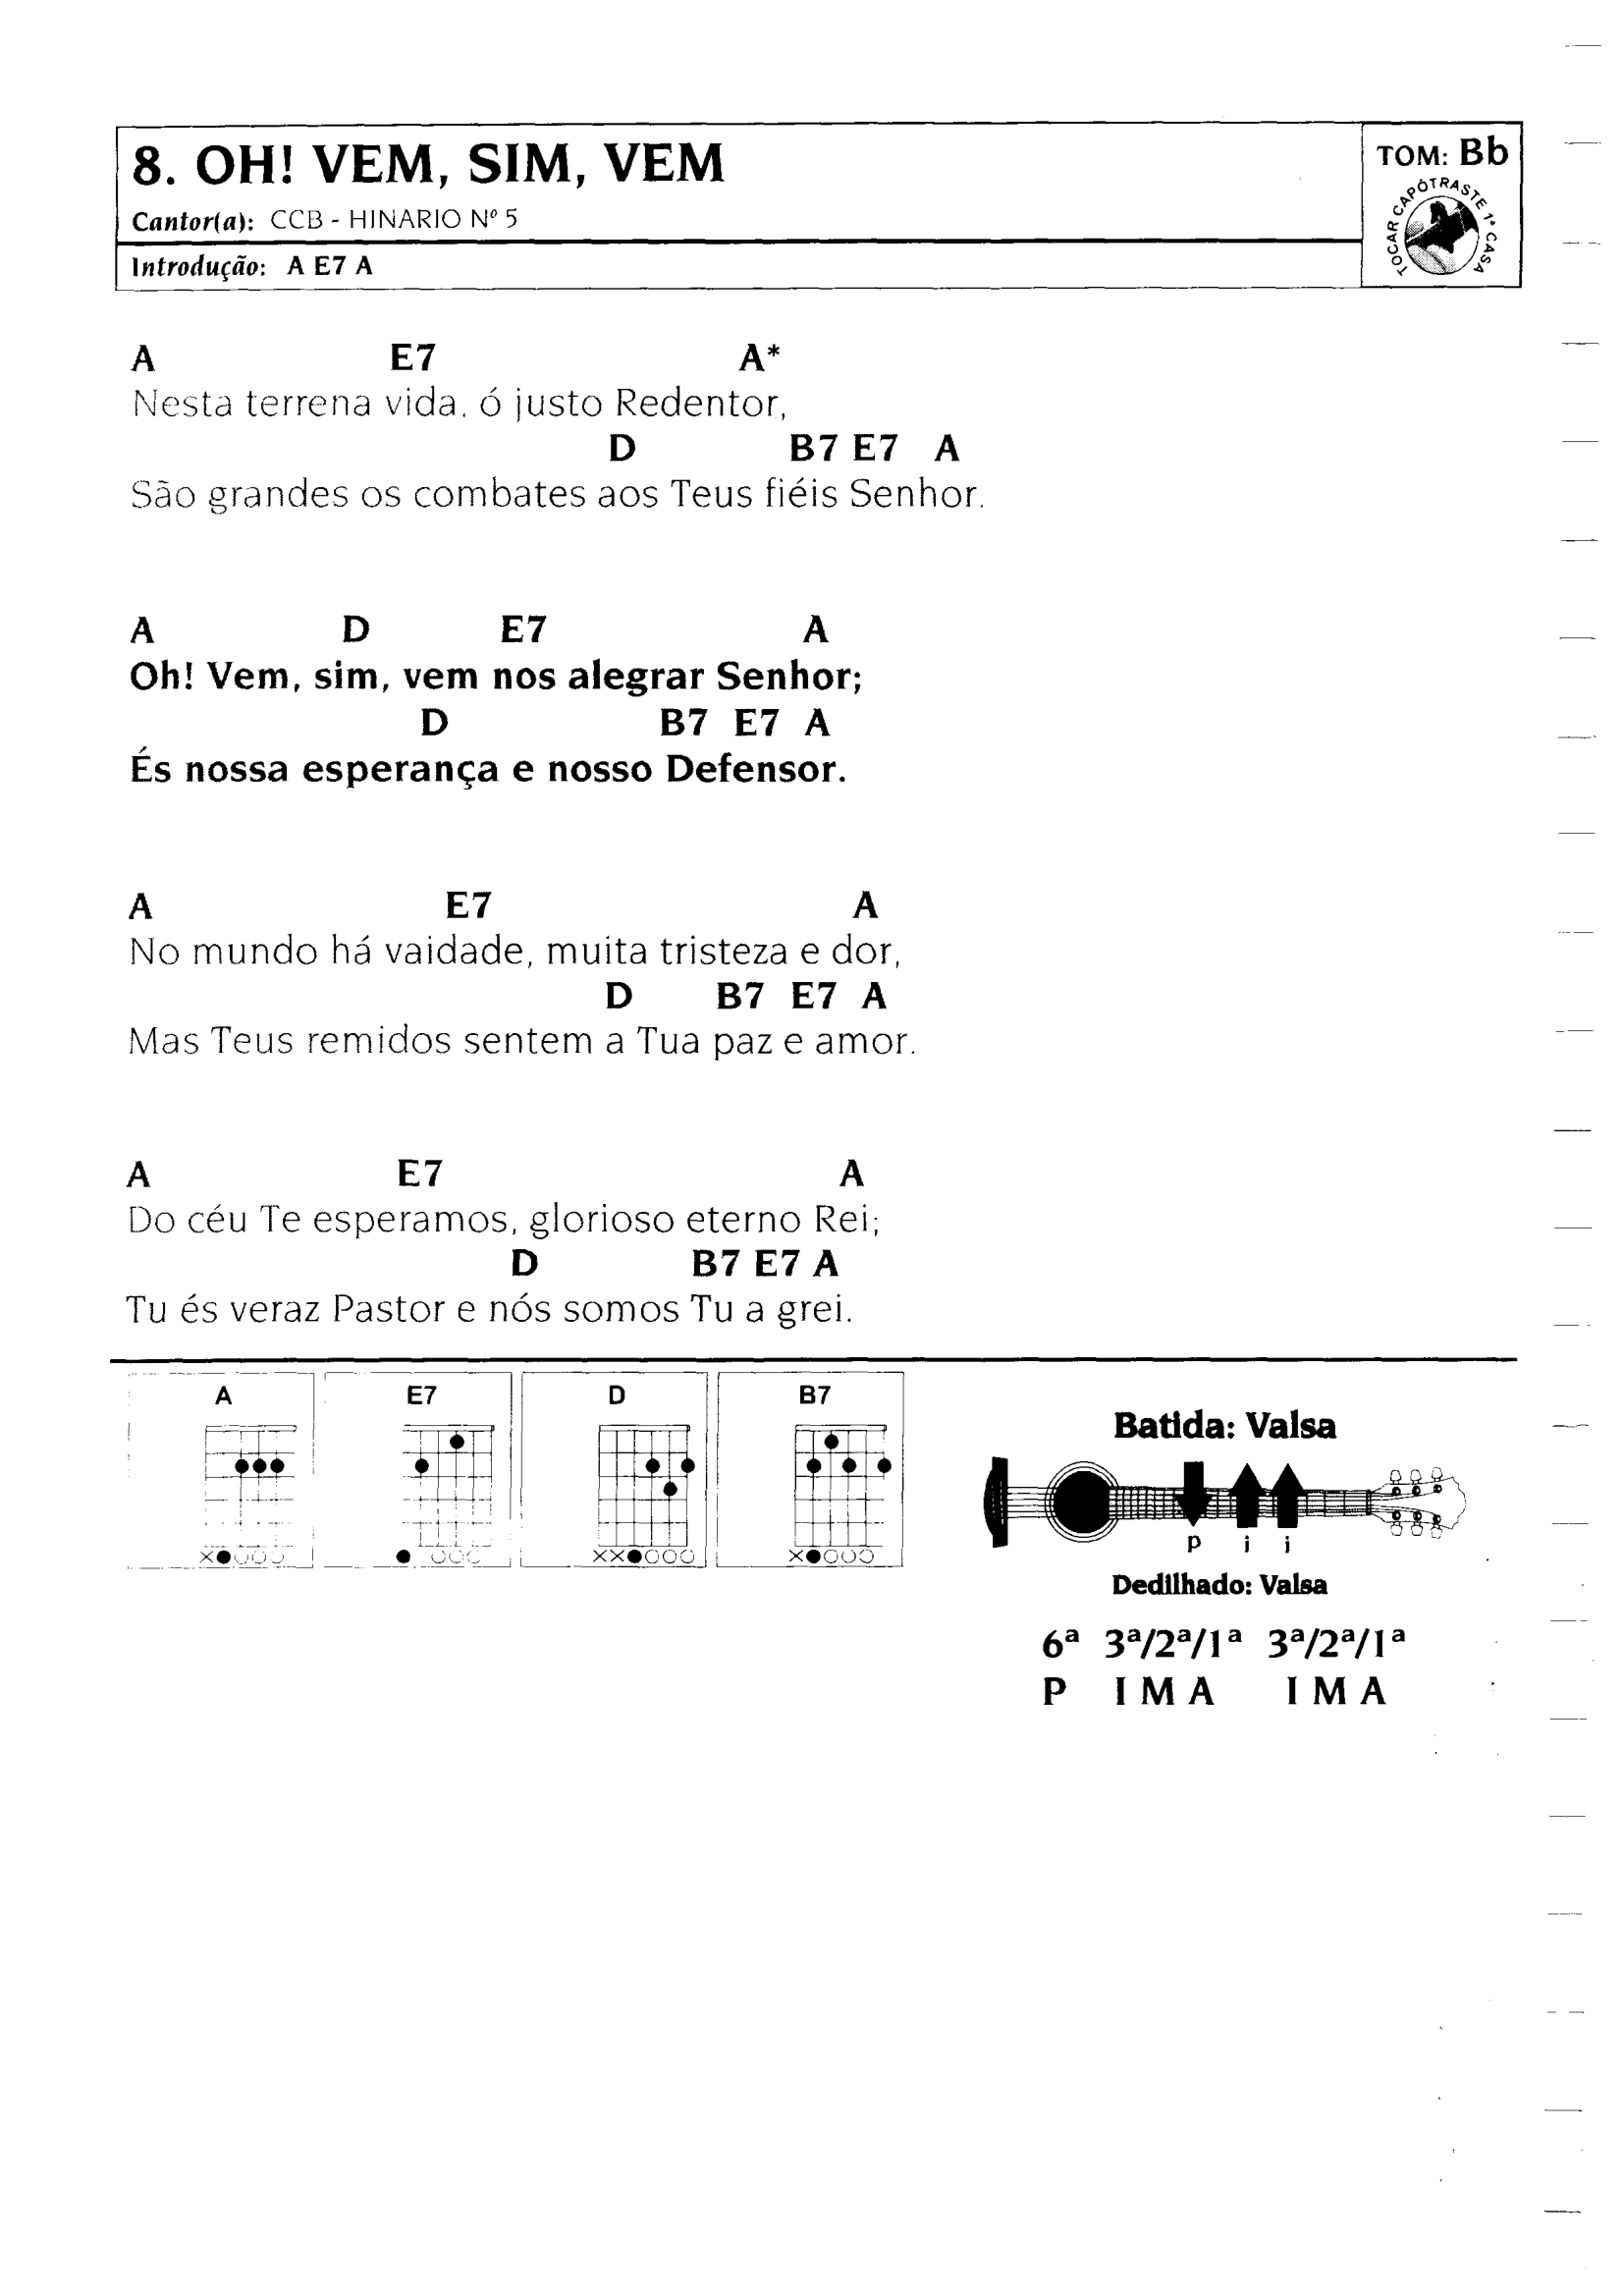 8. OH! VEM, SIM, VEM
Cantor(a): CCB - HINARIO Nº 5
Introdução: A E7 A
TOM: Bb
TOCAR CAPÓTRASTE 1ª CASA
A E7 A*
Nesta terrena vida, ó justo Redentor,
D B7 E7 A
São grandes os combates aos Teus fiéis Senhor.
A D E7 A
Oh! Vem, sim, vem nos alegrar Senhor;
D B7 E7 A
És nossa esperança e nosso Defensor.
A E7 A
No mundo há vaidade, muita tristeza e dor,
D B7 E7 A
Mas Teus remidos sentem a Tua paz e amor.
A E7 A
Do céu Te esperamos, glorioso eterno Rei;
D B7 E7 A
Tu és veraz Pastor e nós somos Tu a grei.
A E7 D B7
Batida: Valsa
p i i
Dedilhado: Valsa
6ª 3ª/2ª/1ª 3ª/2ª/1ª
P I M A I M A